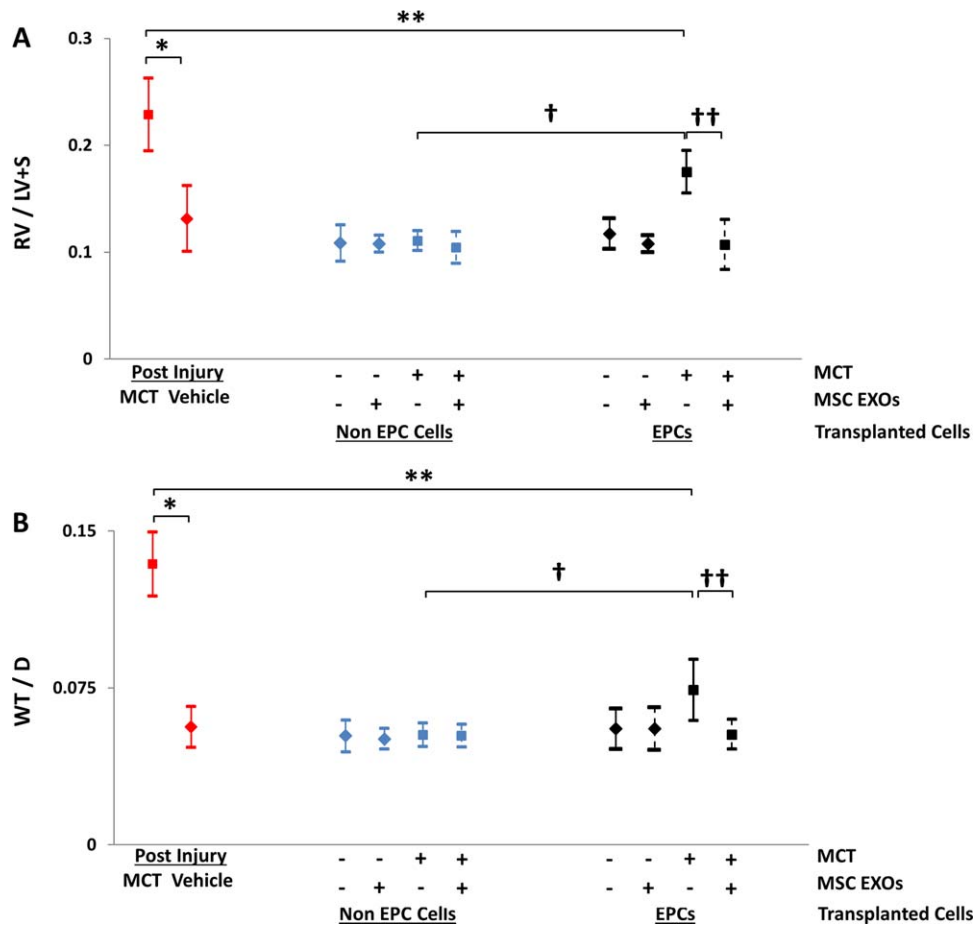 A
**
0.3
*
†
††
0.2
RV / LV+S
0.1
0
Post Injury
MCT Vehicle
- - + + - - + + MCT
- + - + - + - + MSC EXOs
Non EPC Cells EPCs Transplanted Cells
B
**
*
0.15
†
††
WT / D
0.075
0
Post Injury
MCT Vehicle
- - + + - - + + MCT
- + - + - + - + MSC EXOs
Non EPC Cells EPCs Transplanted Cells